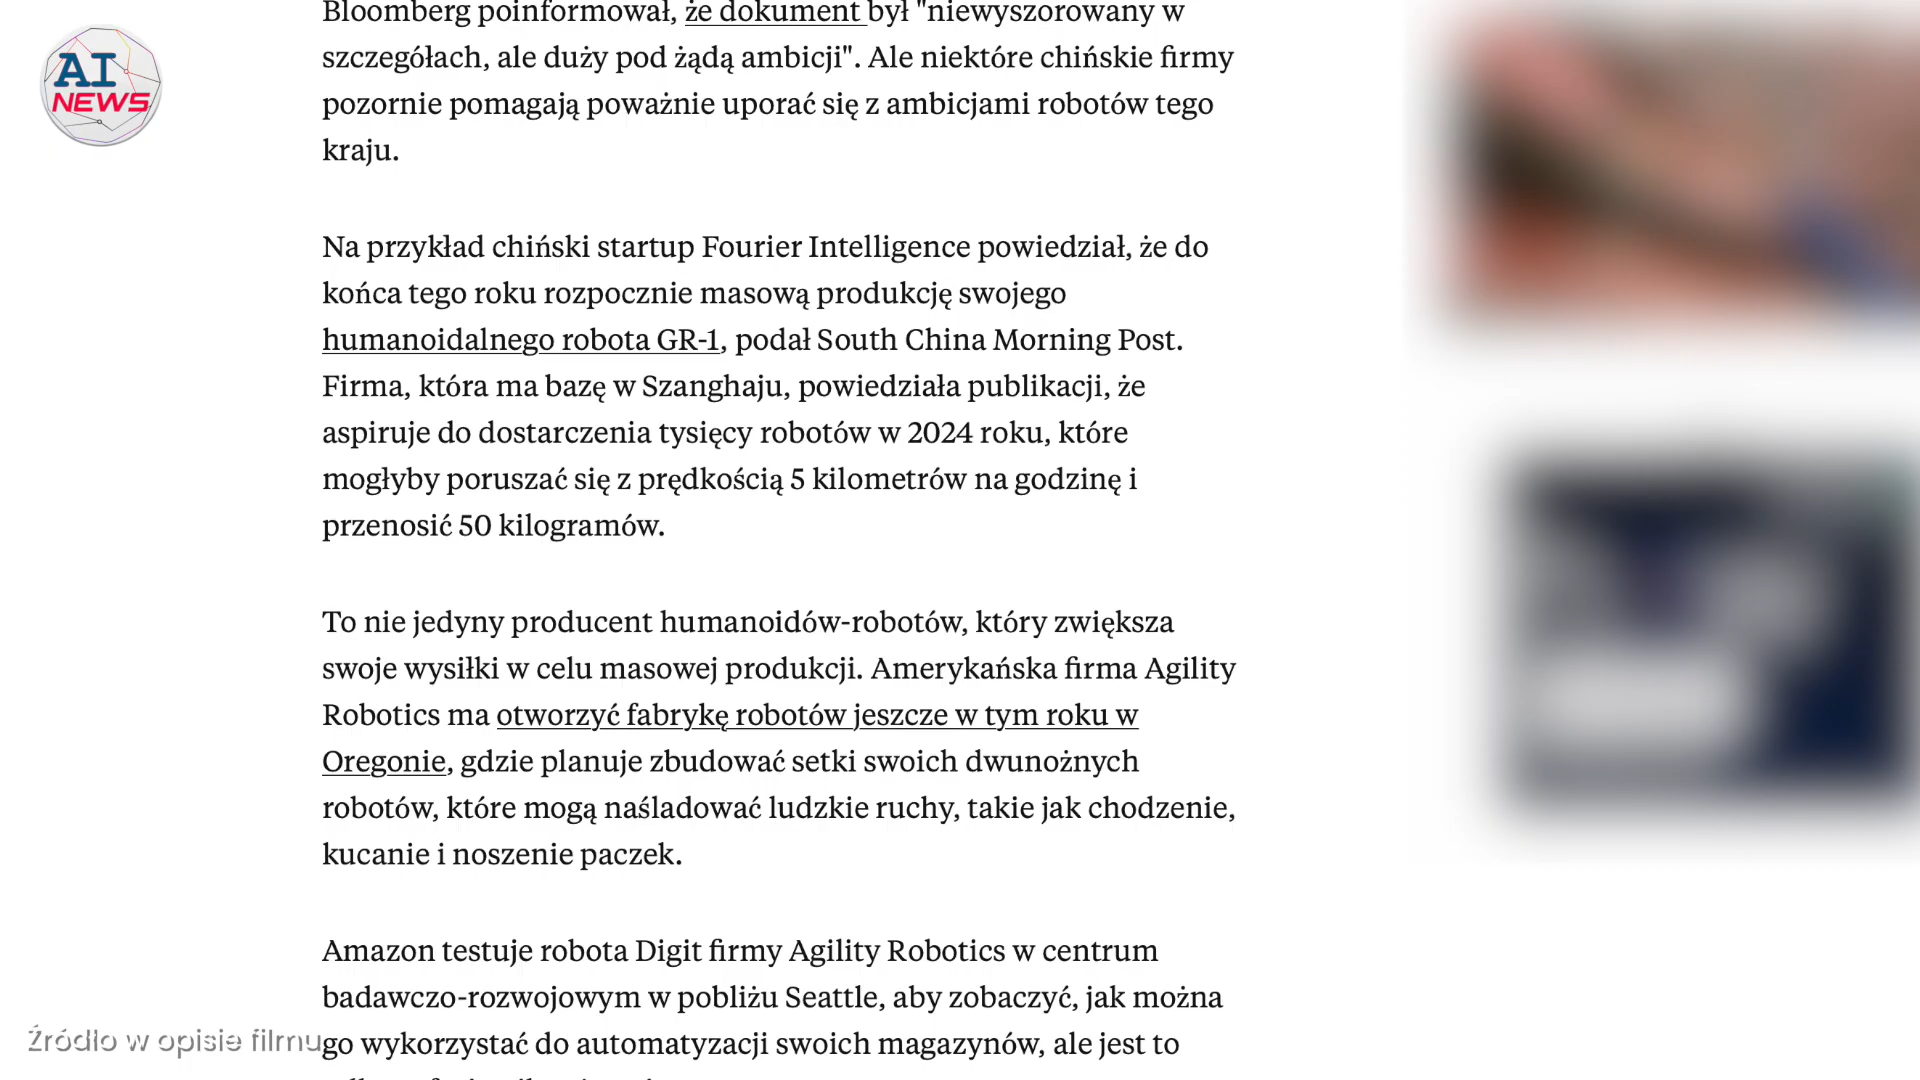 Bloomberg poinformował, że dokument był "niewyszorowany w
szczegółach, ale duży pod żądą ambicji". Ale niektóre chińskie firmy
pozornie pomagają poważnie uporać się z ambicjami robotów tego
kraju.
AI
NEWS
Na przykład chiński startup Fourier Intelligence powiedział, że do
końca tego roku rozpocznie masową produkcję swojego
humanoidalnego robota GR-1, podał South China Morning Post.
Firma, która ma bazę w Szanghaju, powiedziała publikacji, że
aspiruje do dostarczenia tysięcy robotów w 2024 roku, które
mogłyby poruszać się z prędkością 5 kilometrów na godzinę i
przenosić 50 kilogramów.
To nie jedyny producent humanoidów-robotów, który zwiększa
swoje wysiłki w celu masowej produkcji. Amerykańska firma Agility
Robotics ma otworzyć fabrykę robotów jeszcze w tym roku w
Oregonie, gdzie planuje zbudować setki swoich dwunożnych
robotów, które mogą naśladować ludzkie ruchy, takie jak chodzenie,
kucanie i noszenie paczek.
Amazon testuje robota Digit firmy Agility Robotics w centrum
badawczo-rozwojowym w pobliżu Seattle, aby zobaczyć, jak można
go wykorzystać do automatyzacji swoich magazynów, ale jest to
Źródło w opisie filmu